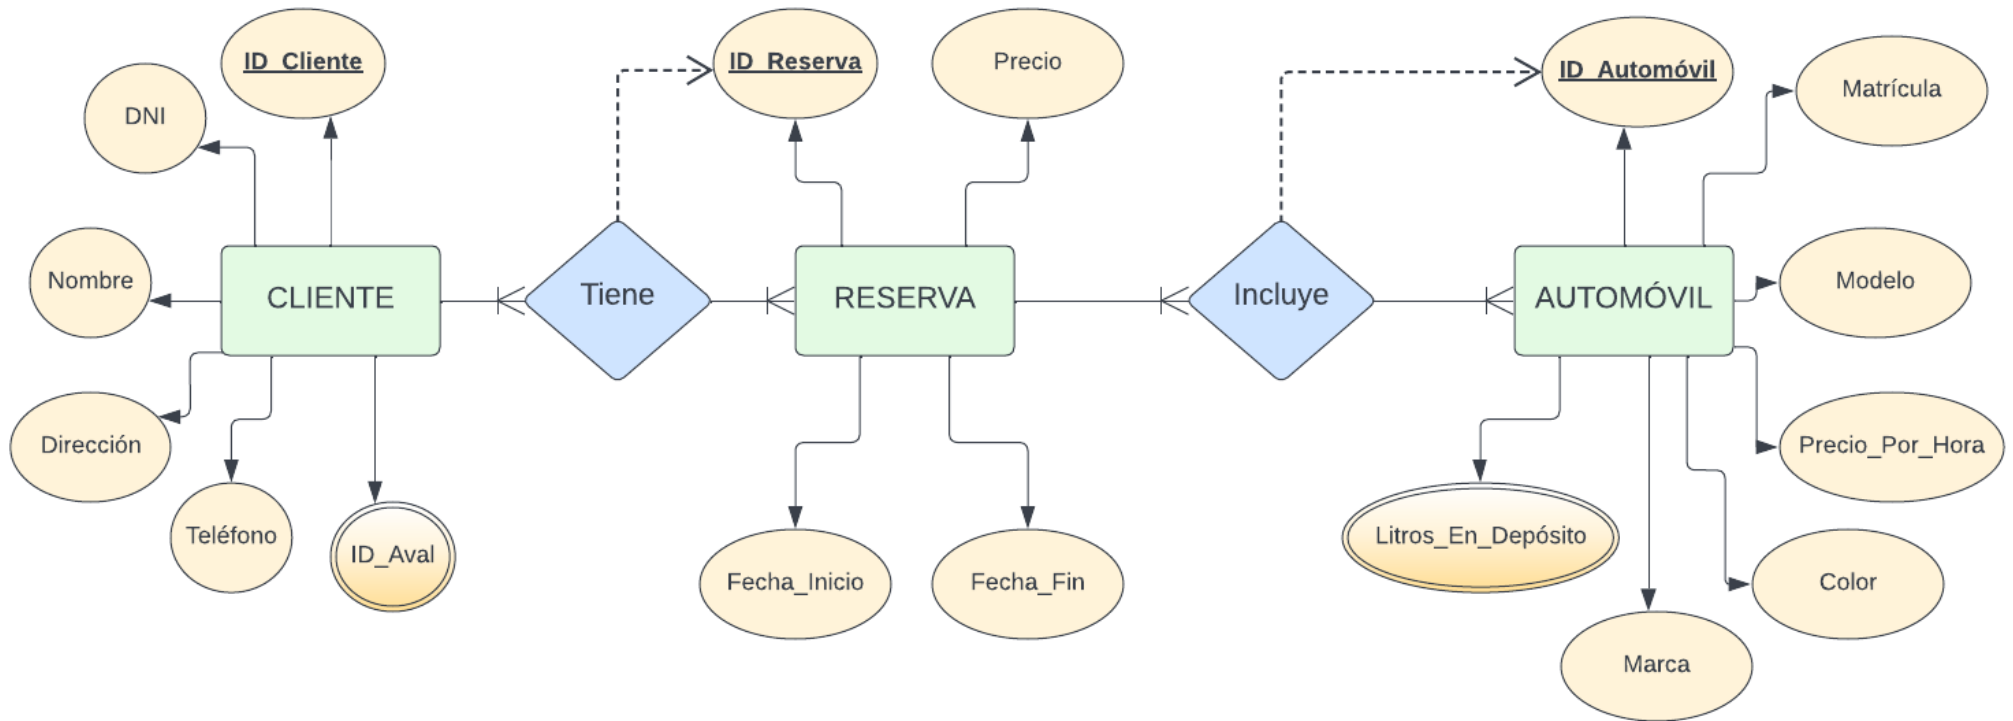 ID_Cliente
ID_Reserva
Precio
ID_Automóvil
Matrícula
DNI
Nombre
CLIENTE
Tiene
RESERVA
Incluye
AUTOMÓVIL
Modelo
Dirección
Precio_Por_Hora
Teléfono
ID_Aval
Litros_En_Depósito
Fecha_Inicio
Fecha_Fin
Color
Marca